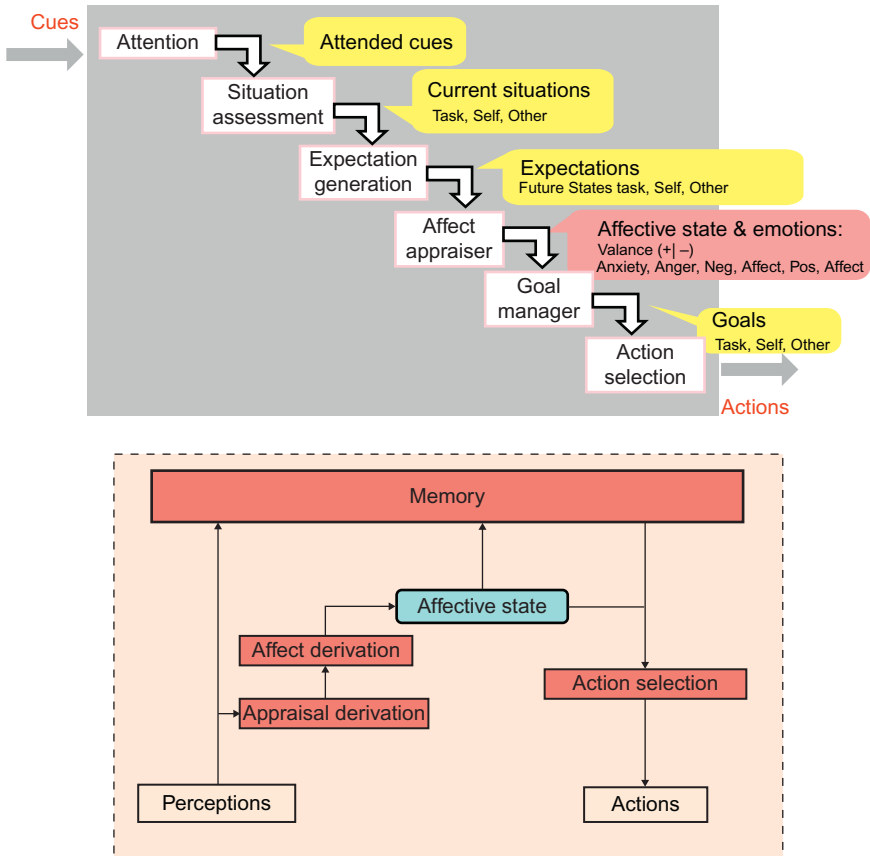 Cues
Attention
Attended cues
Situation
assessment
Current situations
Task, Self, Other
Expectation
generation
Expectations
Future States task, Self, Other
Affect
appraiser
Affective state & emotions:
Valance (+| –)
Anxiety, Anger, Neg, Affect, Pos, Affect
Goal
manager
Goals
Task, Self, Other
Action
selection
Actions
Memory
Affective state
Affect derivation
Action selection
Appraisal derivation
Perceptions
Actions